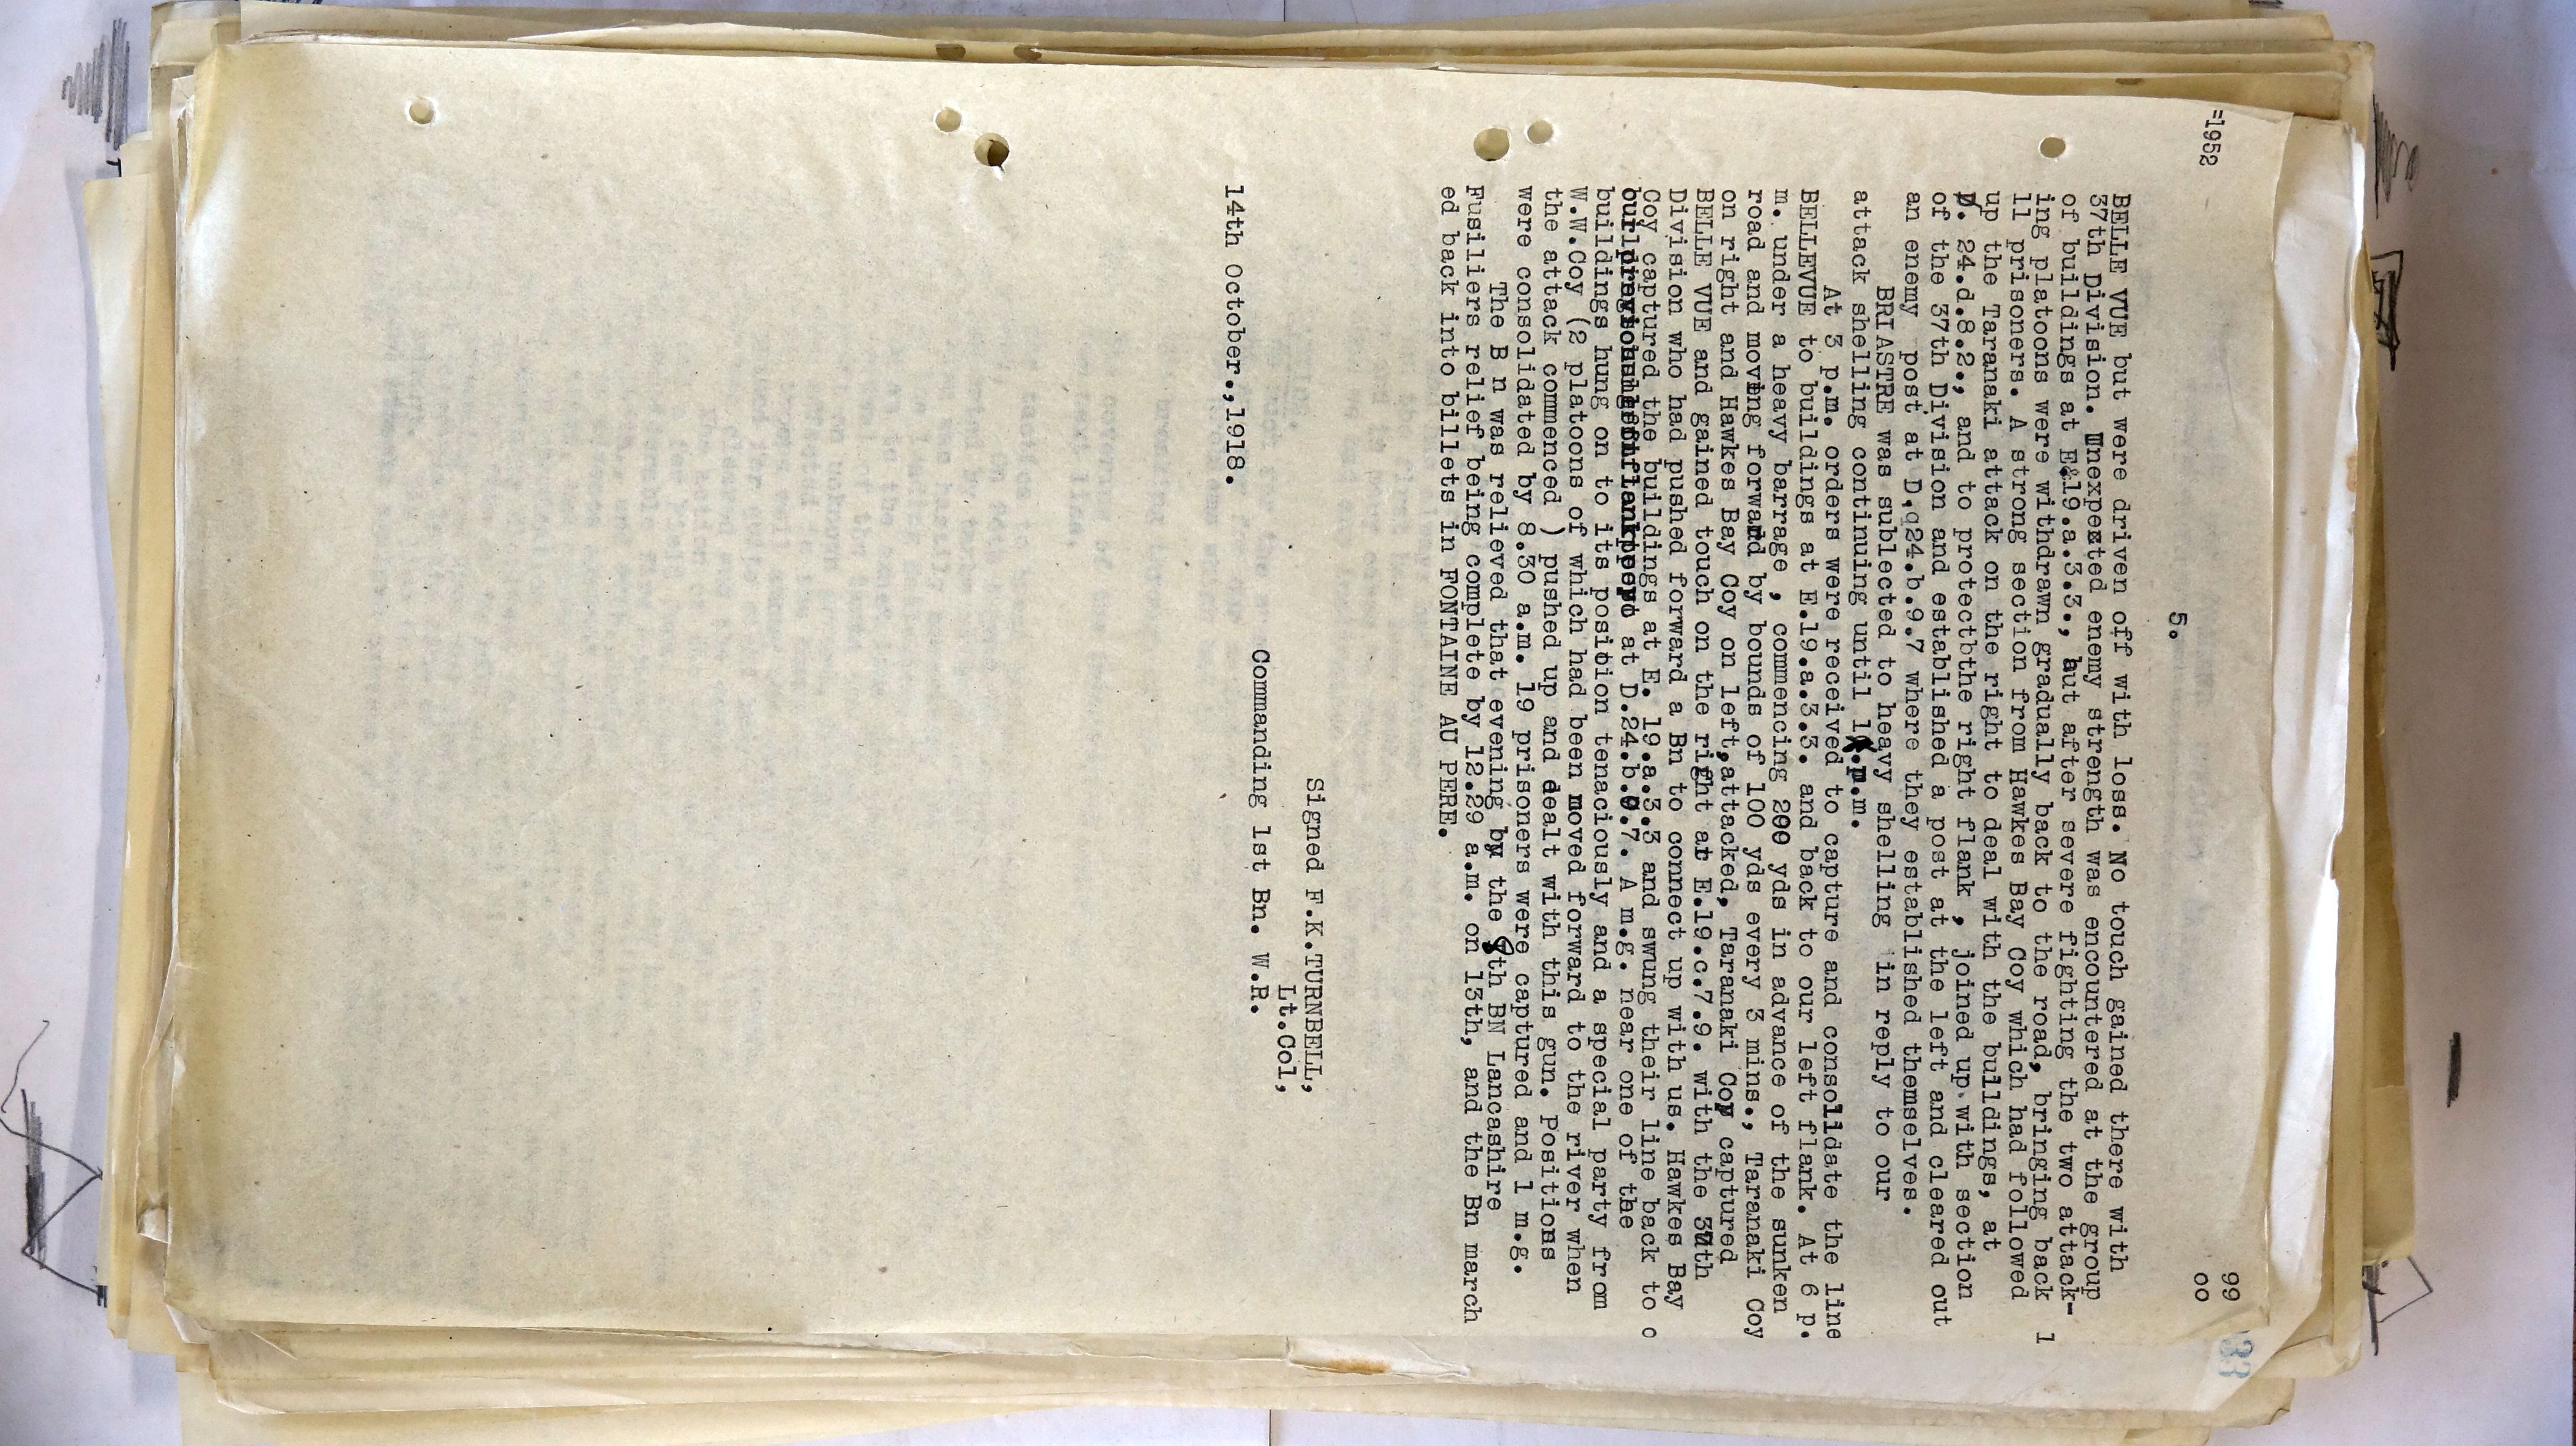 =1952
99
00
33
5.
BELLE VUE but were driven off with loss. No touch gained there with
37th Division. Unexpexted enemy strength was encountered at the group
of buildings at E&19.a.3.3., but after severe fighting the two attack-
ing platoons were withdrawn gradually back to the road, bringing back 1
11 prisoners. A strong section from Hawkes Bay Coy which had followed
up the Taranaki attack on the right to deal with the buildings, at
D. 24.d.8.2., and to protectbthe right flank , joined up with section
of the 37th Division and established a post at the left and cleared out
an enemy post at D,q24.b.9.7 where they established themselves.
BRIASTRE was sublected to heavy shelling in reply to our
attack shelling continuing until 1 p.m.
At 3 p.m. orders were received to capture and consolidate the line
BELLEVUE to buildings at E.19.a.3.3. and back to our left flank. At 6 p.
m. under a heavy barrage , commencing 200 yds in advance of the sunken
road and moving forward by bounds of 100 yds every 3 mins., Taranaki Coy
on right and Hawkes Bay Coy on left,attacked, Taranaki Coy captured
BELLE VUE and gained touch on the right at E.19.c.7.9. with the 37th
Division who had pushed forward a Bn to connect up with us. Hawkes Bay
Coy captured the buildings at E. 19.a.3.3 and swung their line back to o
our at D.24.b.9.7. A m.g. near one of the
buildings hung on to its position tenaciously and a special party from
W.W.Coy (2 platoons of which had been moved forward to the river when
the attack commenced ) pushed up and dealt with this gun. Positions
were consolidated by 8.30 a.m. 19 prisoners were captured and 1 m.g.
The B n was relieved that evening by the 9th BN Lancashire
Fusiliers relief being complete by 12.29 a.m. on 13th, and the Bn march
ed back into billets in FONTAINE AU PERE.
Signed F.K.TURNBELL,
Lt.Col,
Commanding 1st Bn. W.R.
14th October.,1918.